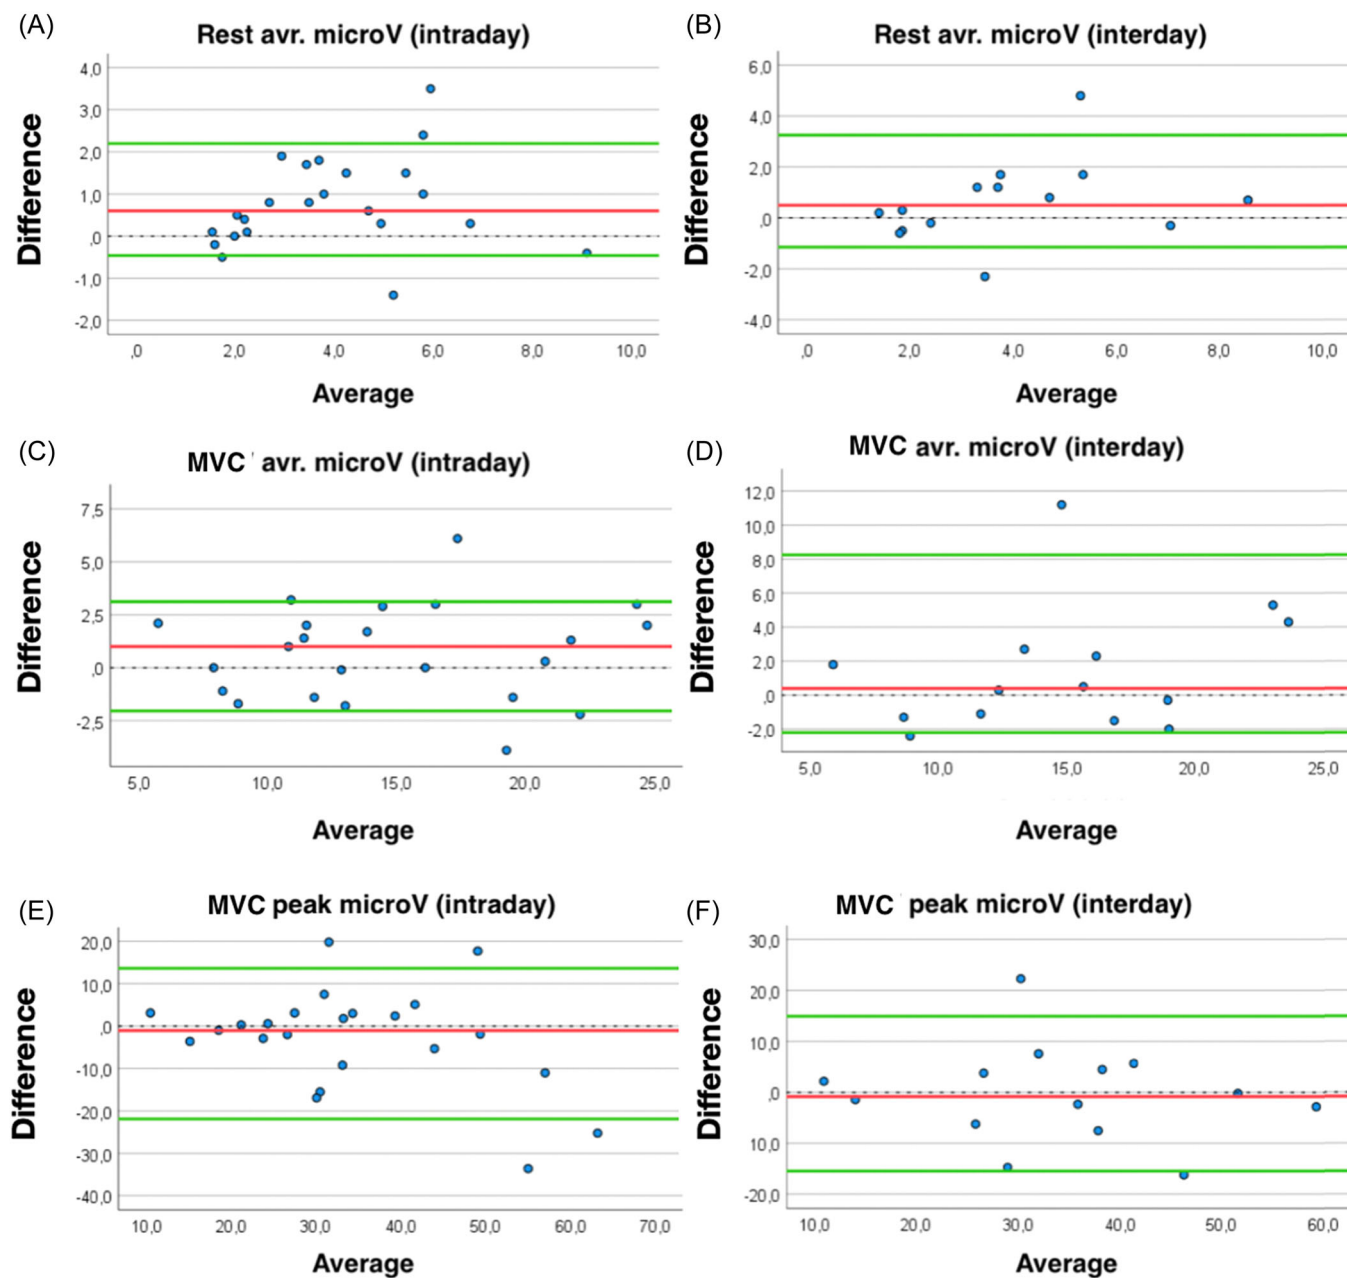 (A)
Rest avr. microV (intraday)
Difference
4,0
3,0
2,0
1,0
,0
-1,0
-2,0
,0 2,0 4,0 6,0 8,0 10,0
Average
(B)
Rest avr. microV (interday)
Difference
6,0
4,0
2,0
,0
-2,0
-4,0
,0 2,0 4,0 6,0 8,0 10,0
Average
(C)
MVC ' avr. microV (intraday)
Difference
7,5
5,0
2,5
,0
-2,5
5,0 10,0 15,0 20,0 25,0
Average
(D)
MVC avr. microV (interday)
Difference
12,0
10,0
8,0
6,0
4,0
2,0
,0
-2,0
5,0 10,0 15,0 20,0 25,0
Average
(E)
MVC peak microV (intraday)
Difference
20,0
10,0
,0
-10,0
-20,0
-30,0
-40,0
10,0 20,0 30,0 40,0 50,0 60,0 70,0
Average
(F)
MVC peak microV (interday)
Difference
30,0
20,0
10,0
,0
10,0
-20,0
10,0 20,0 30,0 40,0 50,0 60,0
Average